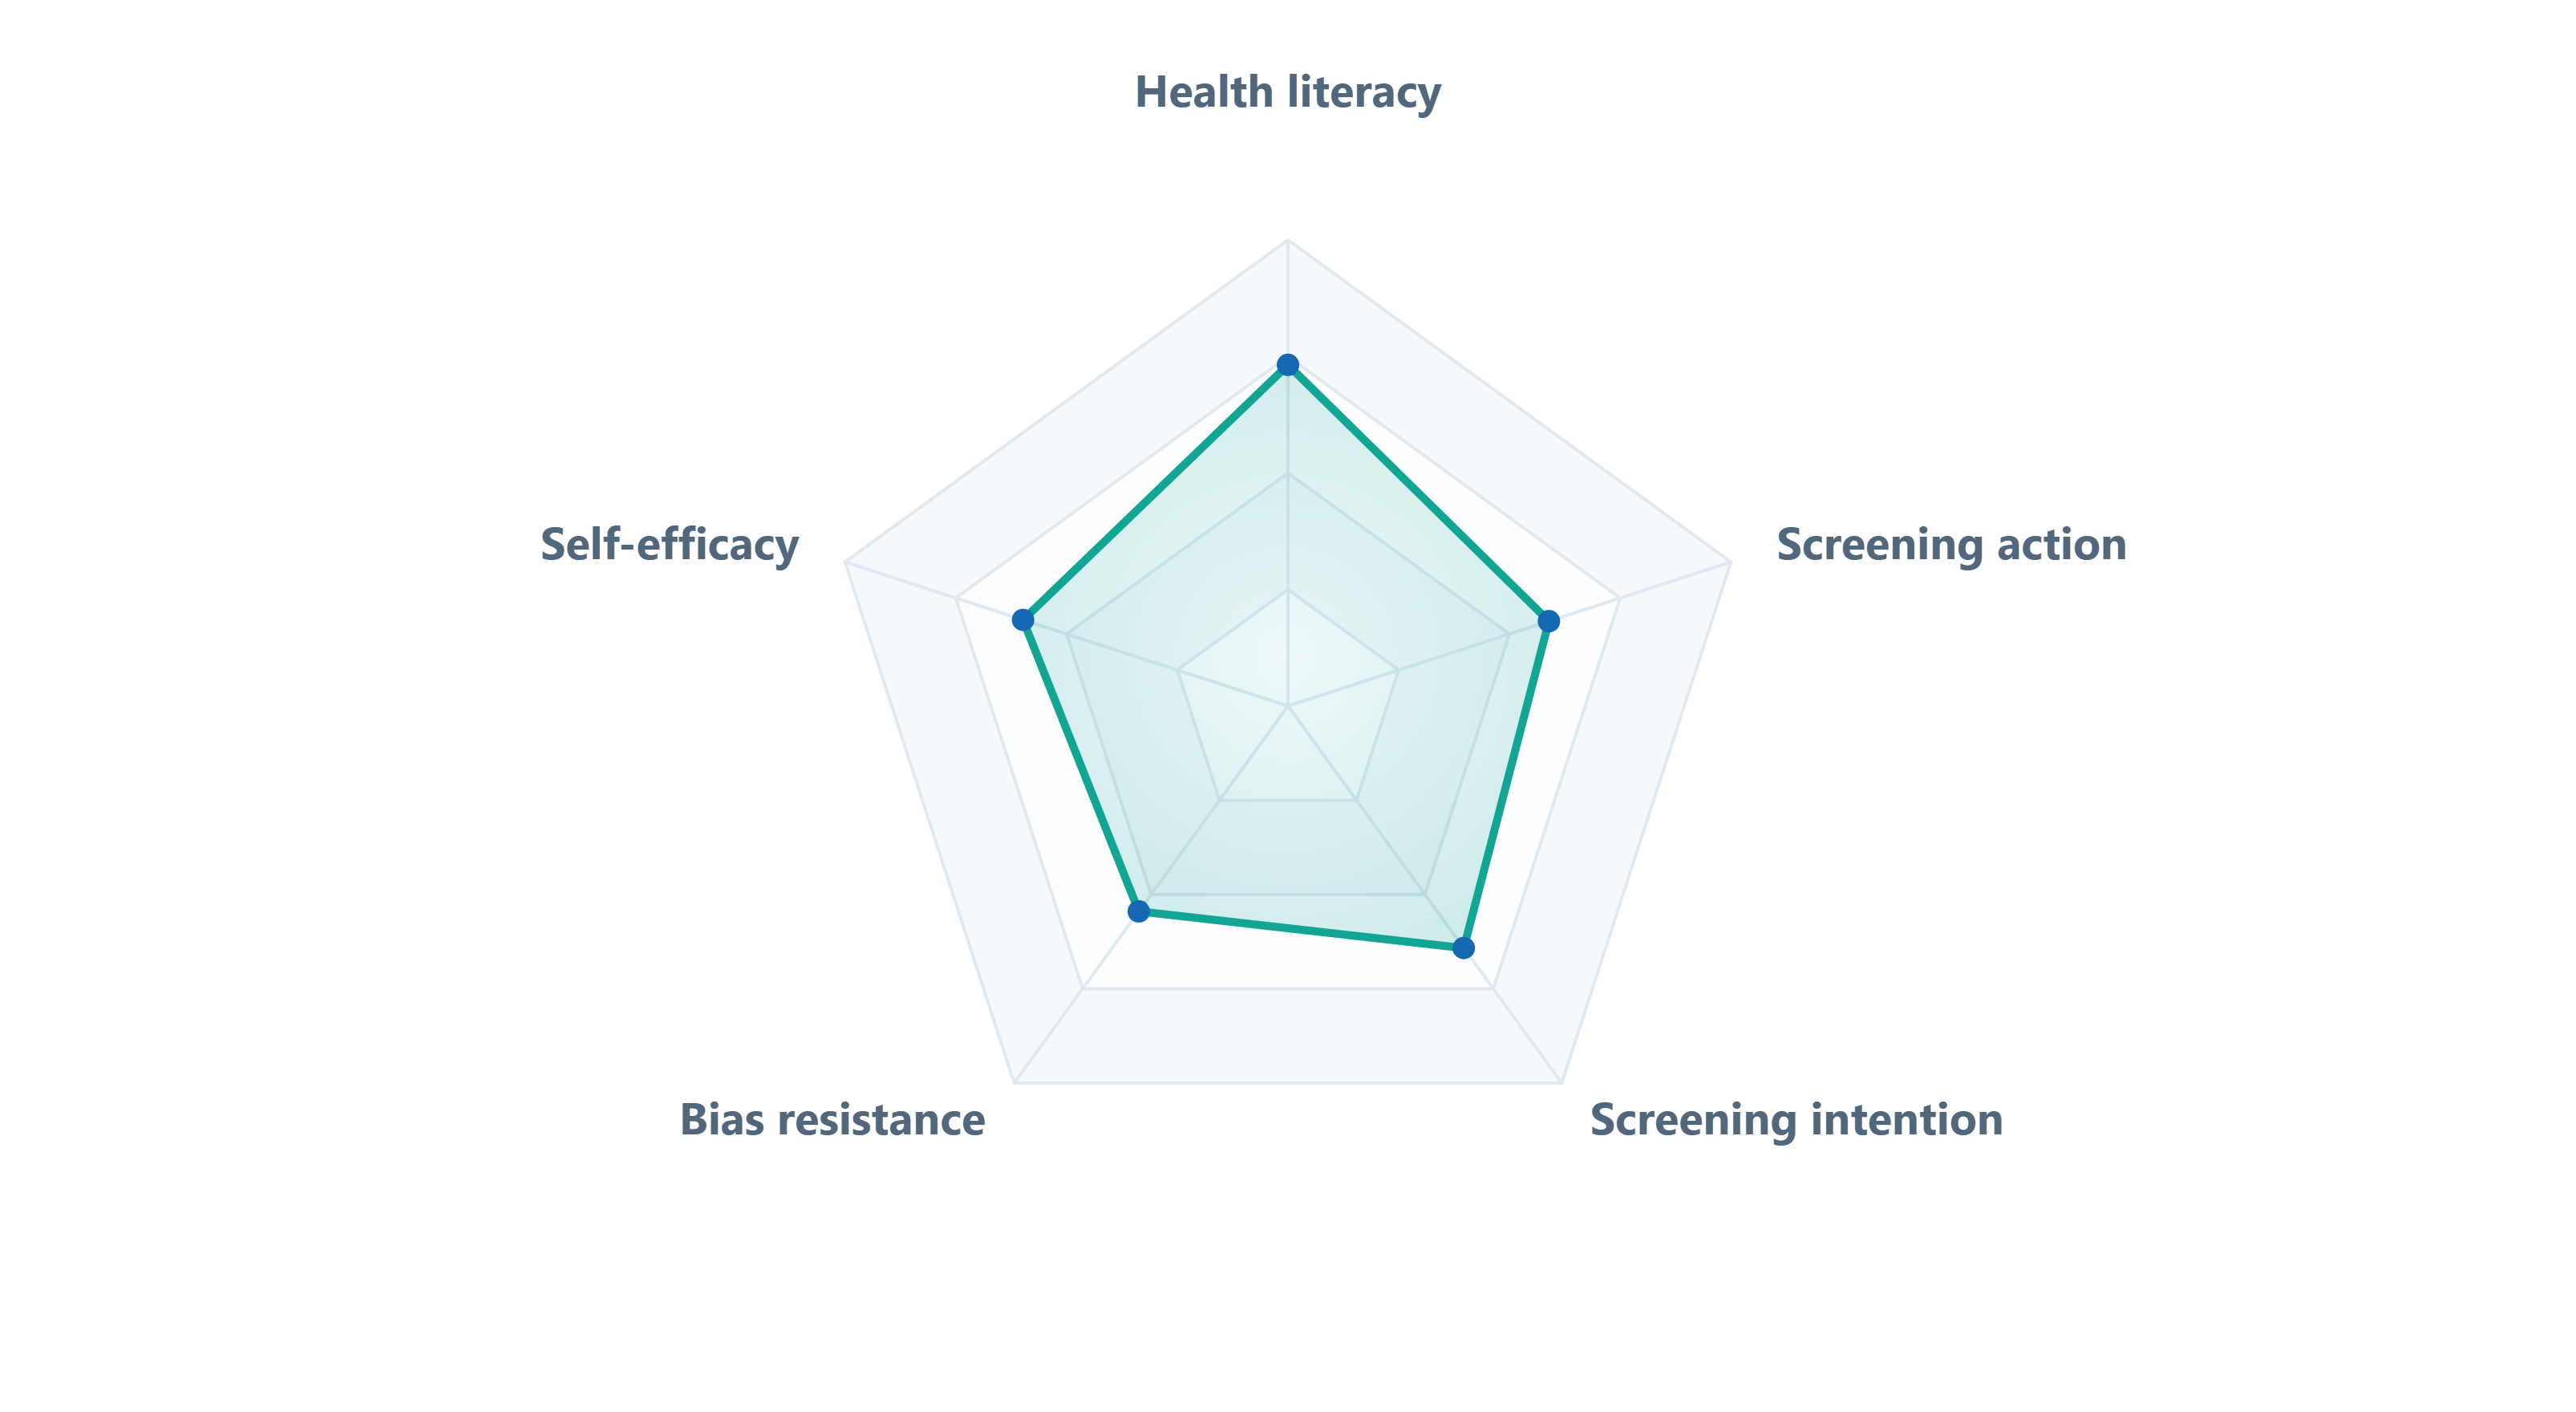 Health literacy
Self-efficacy
Screening action
Bias resistance
Screening intention